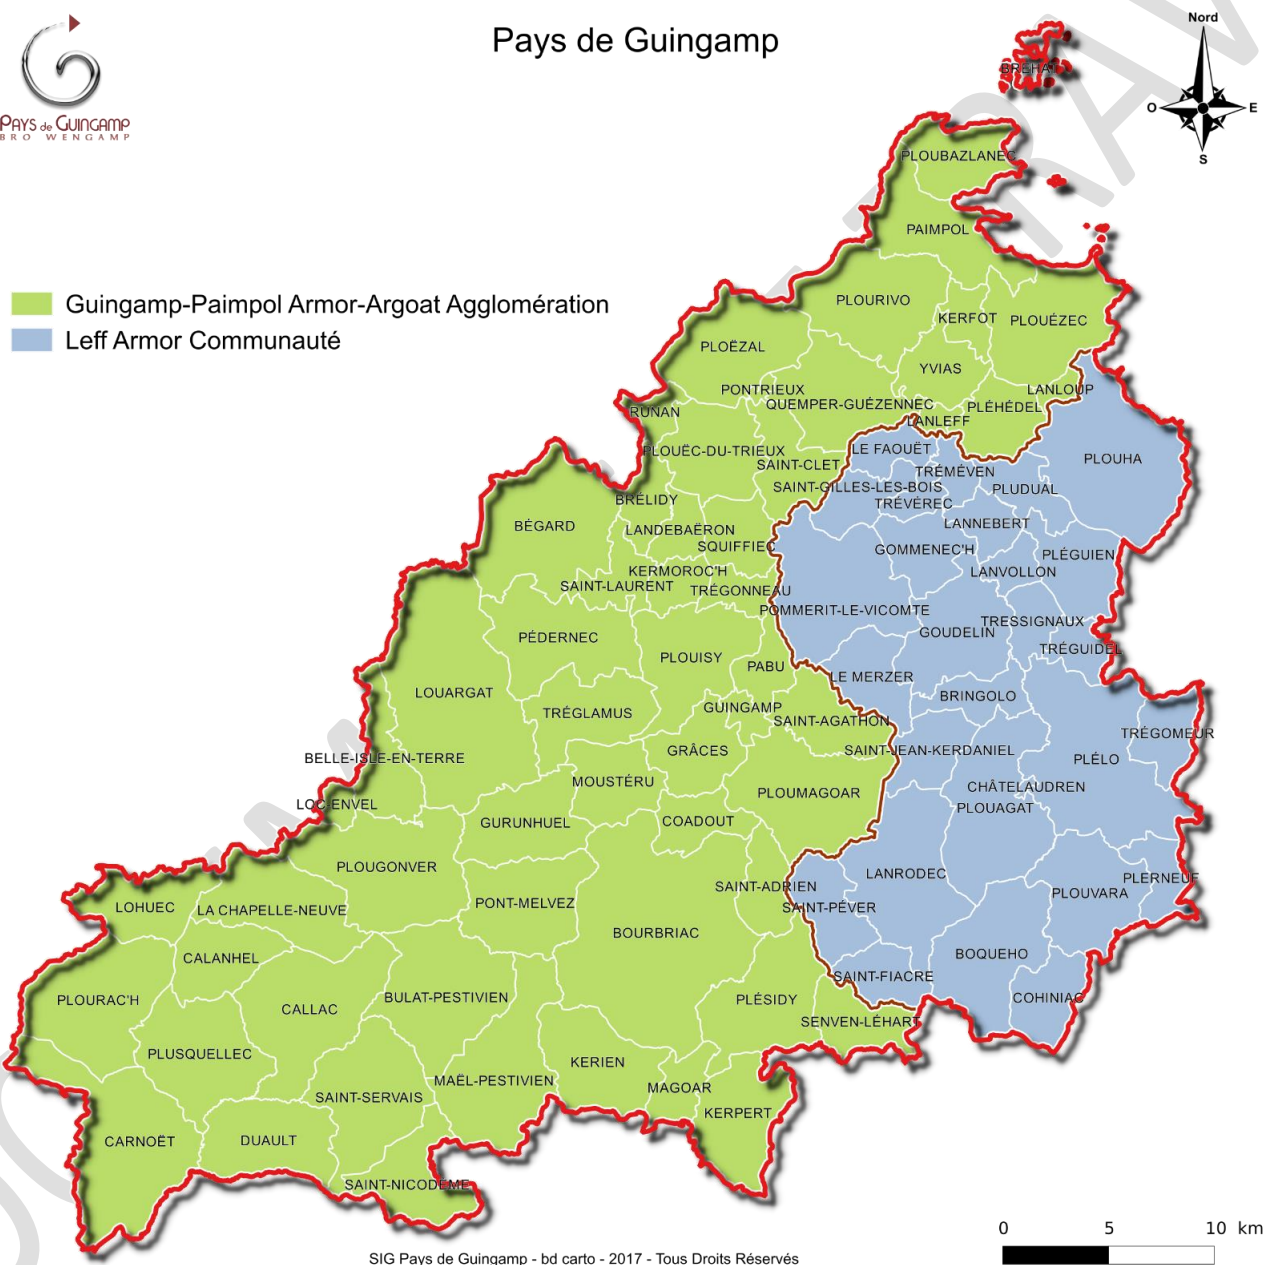 Pays de Guingamp
Nord
O
E
S
PAYS de GUINGAMP
BRO WENGAMP
Guingamp-Paimpol Armor-Argoat Agglomération
Leff Armor Communauté
BRÉHAT
PLOUBAZLANEC
PAIMPOL
PLOURIVO
KERFOT
PLOUÉZEC
PLOËZAL
YVIAS
PONTRIEUX
LANLOUP
QUEMPER-GUÉZENNEC
PLÉHÉDEL
RUNAN
LANLEFF
PLOUËC-DU-TRIEUX
LE FAOUËT
PLOUHA
SAINT-CLET
TRÉMÉVEN
SAINT-GILLES-LES-BOIS
PLUDUAL
BRÉLIDY
TRÉVÉREC
BÉGARD
LANDEBAËRON
LANNEBERT
SQUIFFIEC
GOMMENEC'H
PLÉGUIEN
KERMOROC'H
LANVOLLON
SAINT-LAURENT
TRÉGONNEAU
POMMERIT-LE-VICOMTE
TRESSIGNAUX
PÉDERNEC
GOUDELIN
TRÉGUIDEL
PLOUISY
PABU
LE MERZER
LOUARGAT
BRINGOLO
TRÉGLAMUS
GUINGAMP
SAINT-AGATHON
TRÉGOMEUR
GRÂCES
SAINT-JEAN-KERDANIEL
BELLE-ISLE-EN-TERRE
PLÉLO
MOUSTÉRU
CHÂTELAUDREN
PLOUMAGOAR
LOC-ENVEL
PLOUAGAT
GURUNHUEL
COADOUT
PLOUGONVER
LANRODEC
PLERNEUF
SAINT-ADRIEN
PLOUVARA
LOHUEC
LA CHAPELLE-NEUVE
PONT-MELVEZ
SAINT-PÉVER
BOURBRIAC
CALANHEL
BOQUEHO
SAINT-FIACRE
PLOURAC'H
BULAT-PESTIVIEN
PLÉSIDY
COHINIAC
CALLAC
SENVEN-LÉHART
PLUSQUELLEC
KERIEN
MAËL-PESTIVIEN
MAGOAR
SAINT-SERVAIS
KERPERT
CARNOËT
DUAULT
SAINT-NICODÈME
0 5 10 km
SIG Pays de Guingamp - bd carto - 2017 - Tous Droits Réservés